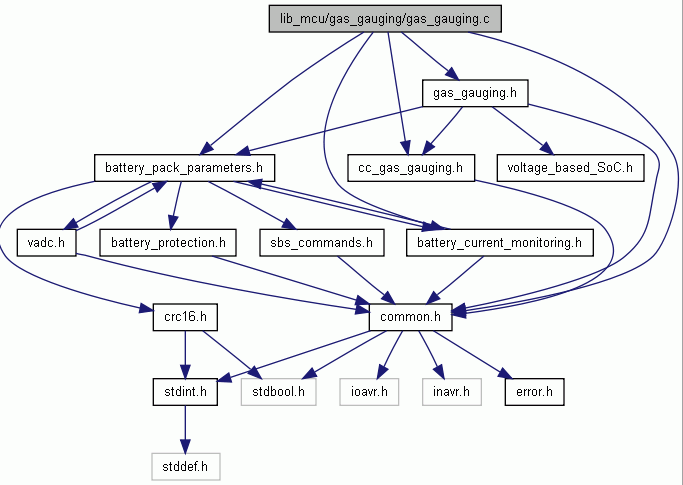 lib_mcu/gas_gauging/gas_gauging.c
gas_gauging.h
battery_pack_parameters.h
cc_gas_gauging.h
voltage_based_SoC.h
vadc.h
battery_protection.h
sbs_commands.h
battery_current_monitoring.h
crc16.h
common.h
stdint.h
stdbool.h
ioavr.h
inavr.h
error.h
stddef.h